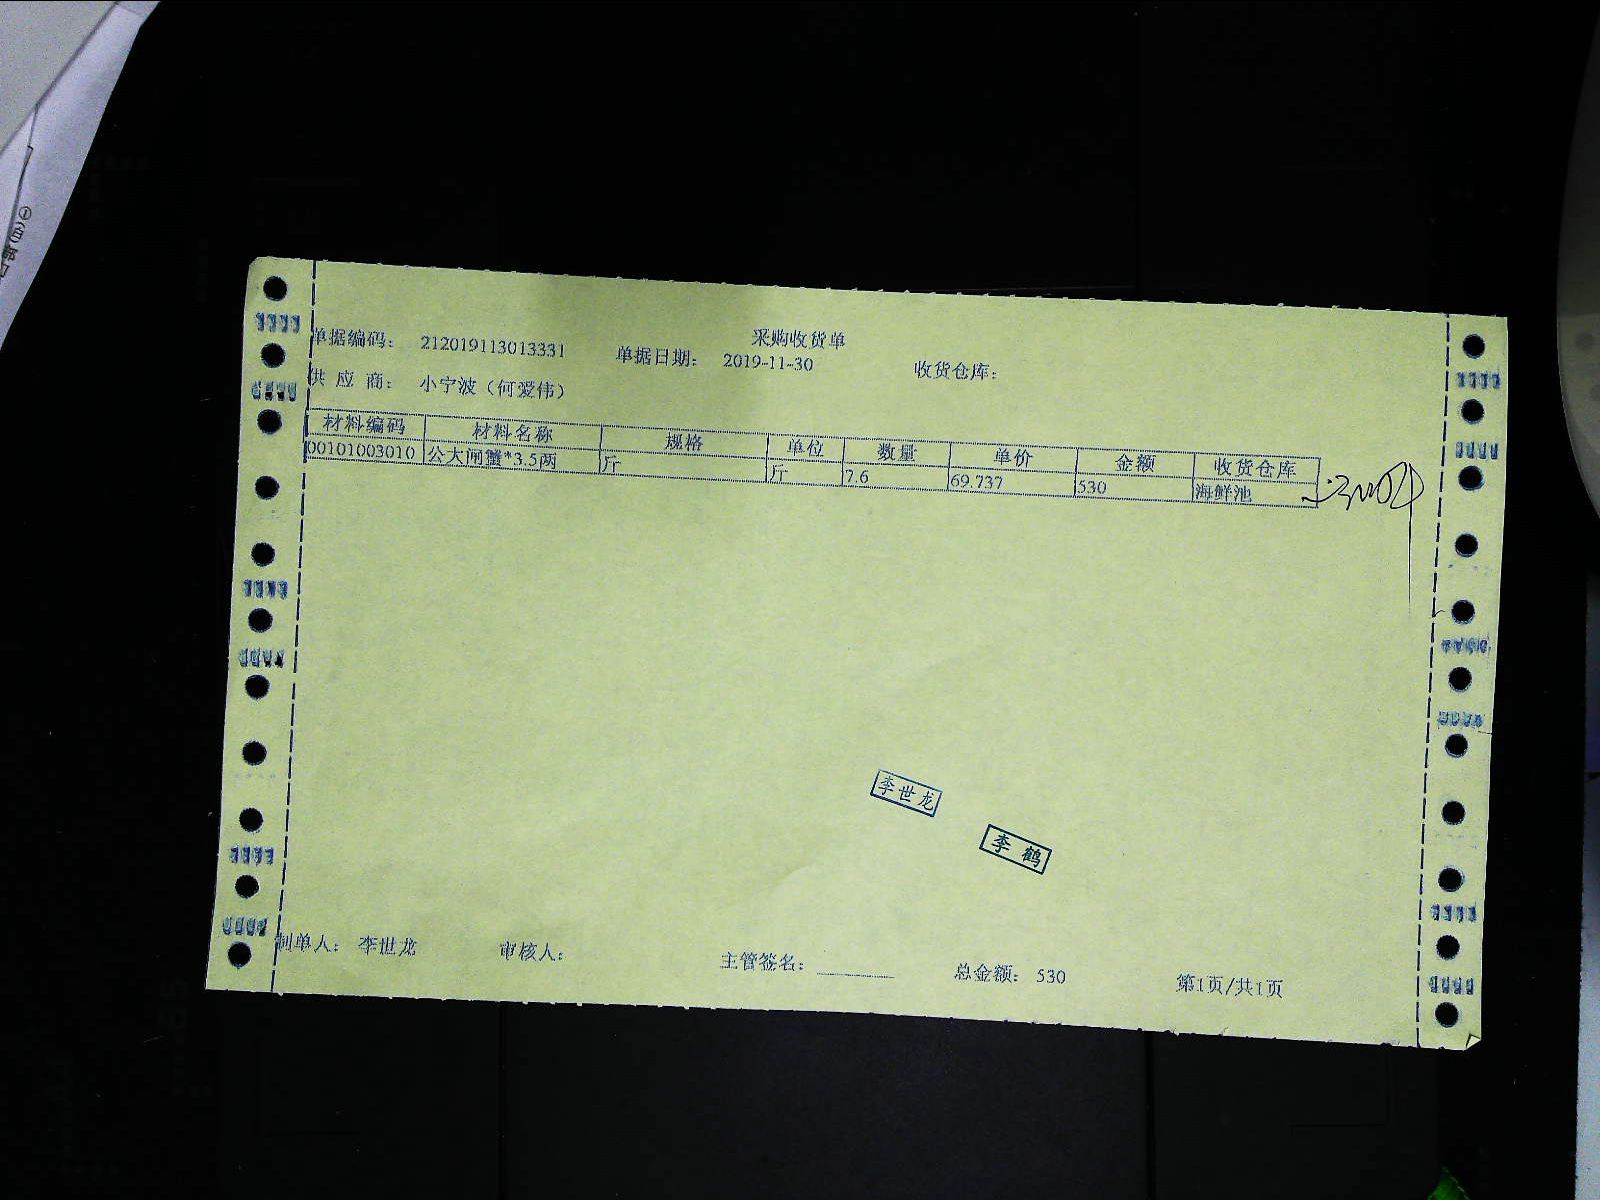 采购收货单
单据编码： 212019113013331 单据日期： 2019-11-30 收货仓库：
供 应 商： 小宁波（何爱伟）
材料编码 材料名称 规格 单位 数量 单价 金额 收货仓库
00101003010 公大闸蟹*3.5两 斤 斤 7.6 69.737 530 海鲜池
李世龙
李鹤
制单人： 李世龙 审核人： 主管签名： 总金额： 530 第1页/共1页